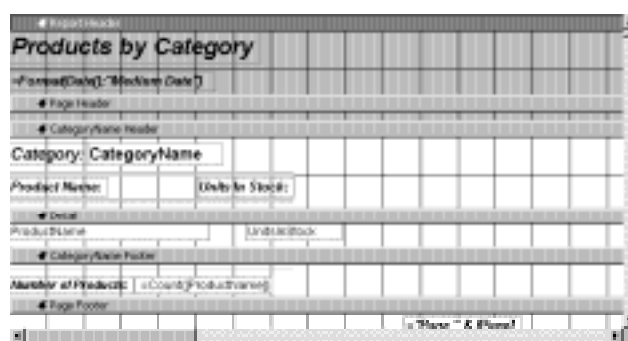 Report Header
Products by Category
=Format(Date();"Medium Date")
Page Header
CategoryName Header
Category: CategoryName
Product Name: Units In Stock:
Detail
ProductName UnitsInStock
CategoryName Footer
Number of Products: =Count([ProductName])
Page Footer
="Page " & [Page]